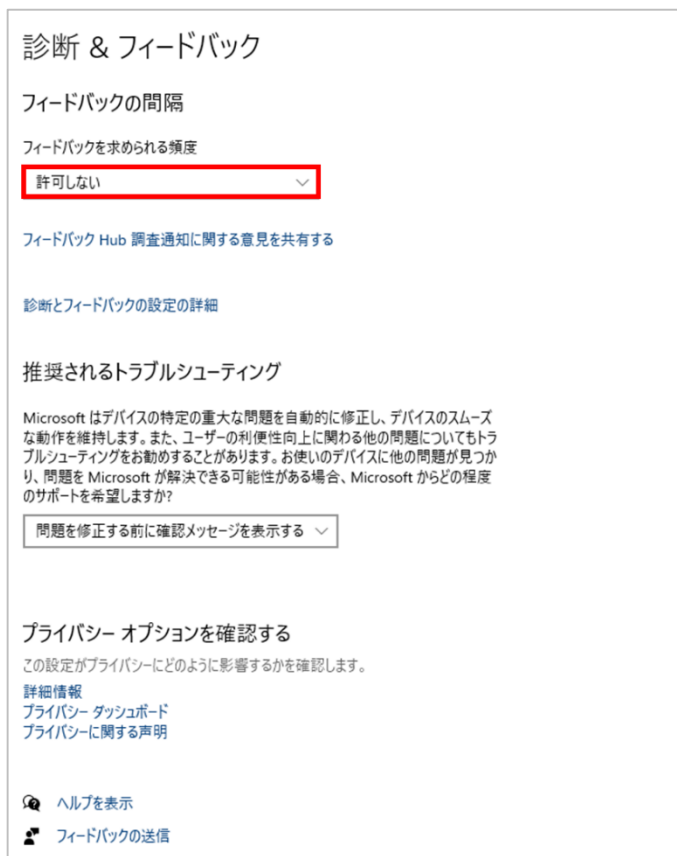 診断 & フィードバック
フィードバックの間隔
フィードバックを求められる頻度
許可しない
フィードバック Hub 調査通知に関する意見を共有する
診断とフィードバックの設定の詳細
推奨されるトラブルシューティング
Microsoft はデバイスの特定の重大な問題を自動的に修正し、デバイスのスムーズ
な動作を維持します。また、ユーザーの利便性向上に関わる他の問題についてもトラ
ブルシューティングをお勧めすることがあります。お使いのデバイスに他の問題が見つか
り、問題を Microsoft が解決できる可能性がある場合、Microsoft からどの程度
のサポートを希望しますか?
問題を修正する前に確認メッセージを表示する
プライバシー オプションを確認する
この設定がプライバシーにどのように影響するかを確認します。
詳細情報
プライバシー ダッシュボード
プライバシーに関する声明
ヘルプを表示
フィードバックの送信